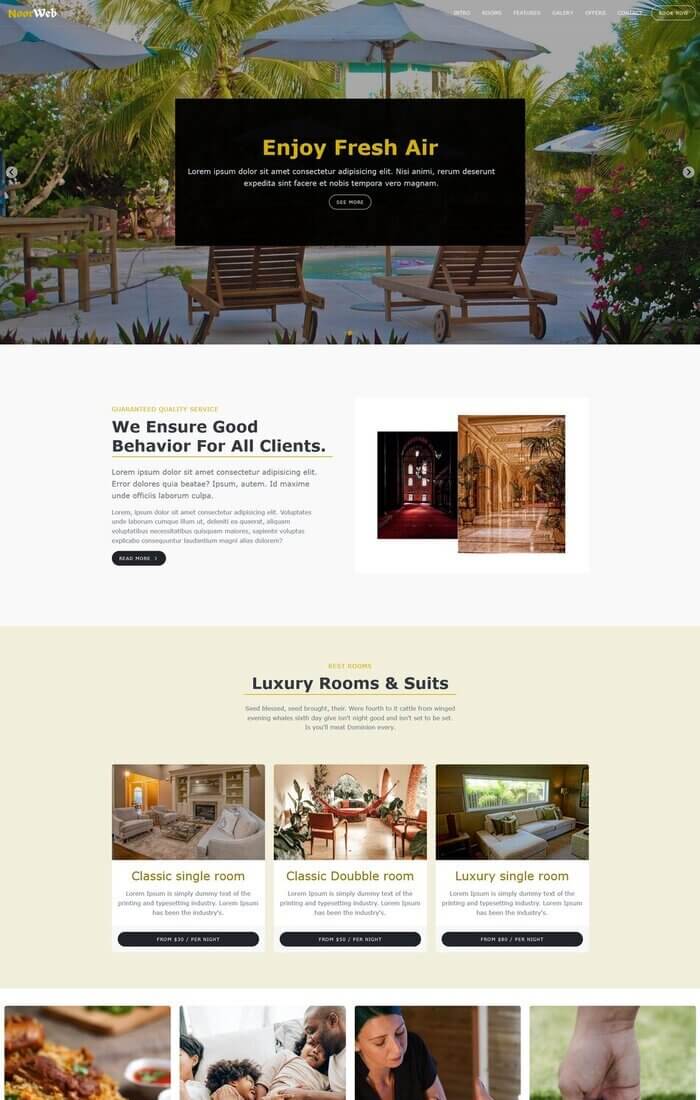 NoorWeb
INTRO ROOMS FEATURES GALERY OFFERS CONTACT BOOK NOW
Enjoy Fresh Air
Lorem ipsum dolor sit amet consectetur adipisicing elit. Nisi animi, rerum deserunt
expedita sint facere et nobis tempora vero magnam.
SEE MORE
GUARANTEED QUALITY SERVICE
We Ensure Good
Behavior For All Clients.
Lorem ipsum dolor sit amet consectetur adipisicing elit.
Error dolores quia beatae? Ipsum, autem. Id maxime
unde officiis laborum culpa.
Lorem, ipsum dolor sit amet consectetur adipisicing elit. Voluptates
unde laborum cumque illum ut, deleniti ea quaerat, aliquam
voluptatibus necessitatibus quisquam maiores, sapiente voluptas
explicabo consequuntur laudantium magni alias dolorem?
READ MORE
BEST ROOMS
Luxury Rooms & Suits
Seed blessed, seed brought, their. Were fourth to it cattle from winged
evening whales sixth day give isn't night good and isn't set to be set.
Is you'll meat Dominion every.
Classic single room
Lorem Ipsum is simply dummy text of the
printing and typesetting industry. Lorem Ipsum
has been the industry's.
FROM $30 / PER NIGHT
Classic Doubble room
Lorem Ipsum is simply dummy text of the
printing and typesetting industry. Lorem Ipsum
has been the industry's.
FROM $50 / PER NIGHT
Luxury single room
Lorem Ipsum is simply dummy text of the
printing and typesetting industry. Lorem Ipsum
has been the industry's.
FROM $80 / PER NIGHT